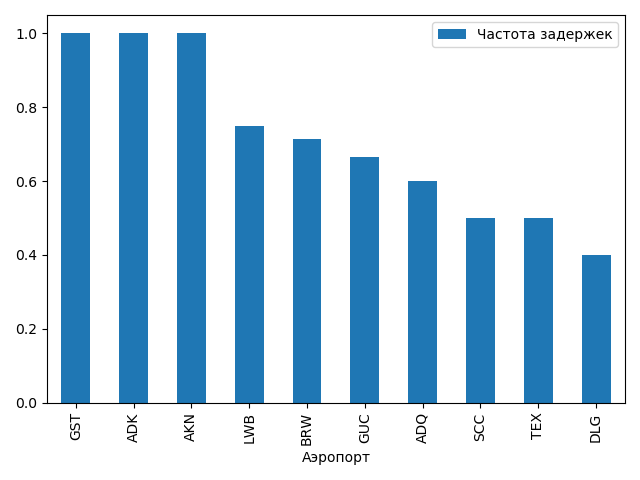 Частота задержек
1.0
0.8
0.6
0.4
0.2
0.0
GST
ADK
AKN
LWB
BRW
GUC
ADQ
SCC
TEX
DLG
Аэропорт